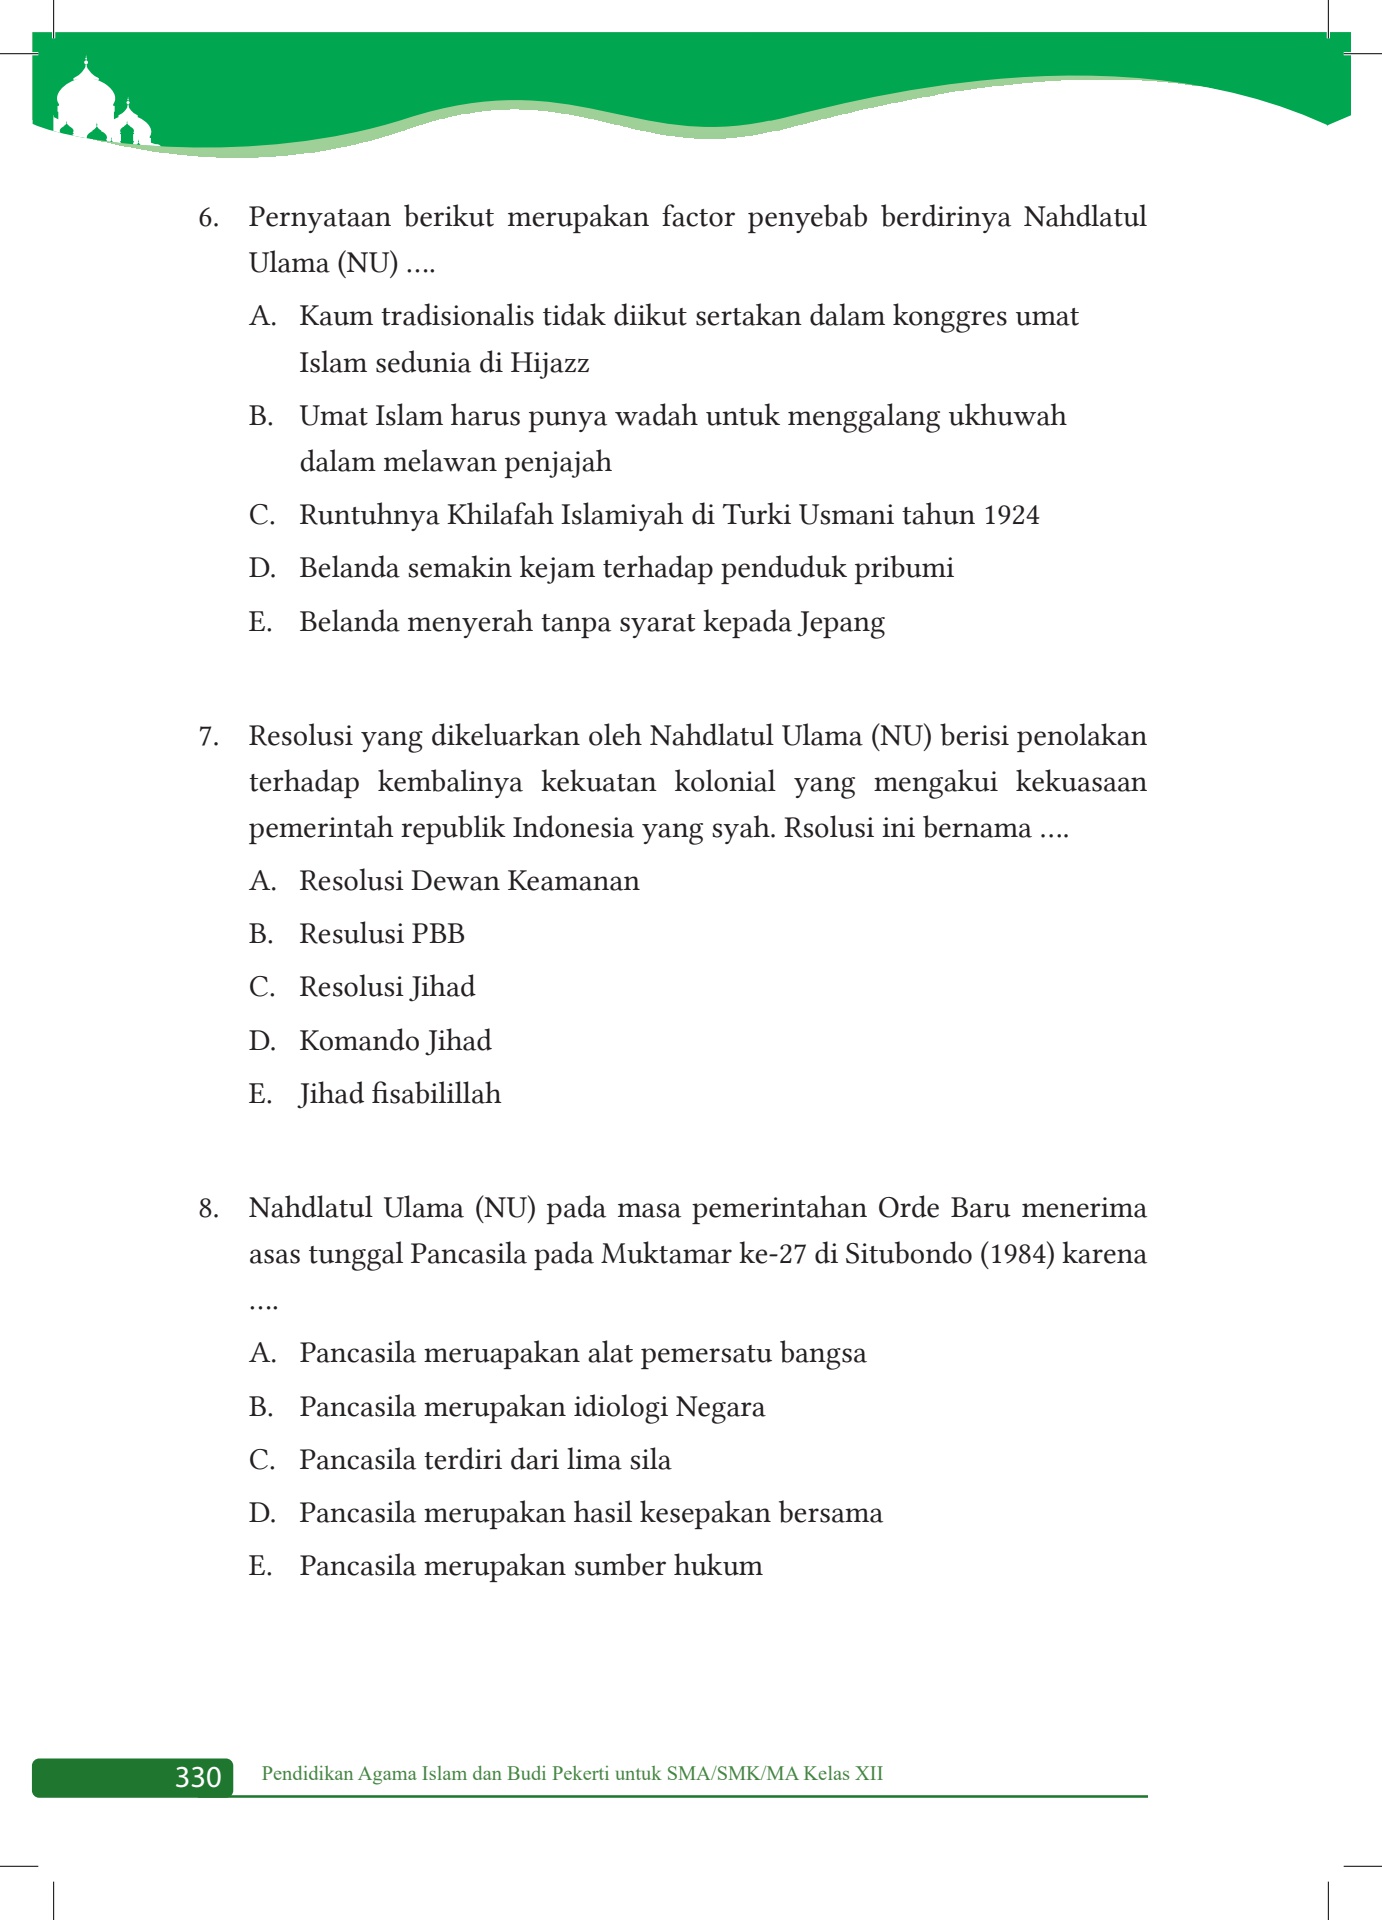 6. Pernyataan berikut merupakan factor penyebab berdirinya Nahdlatul
Ulama (NU) ....
A. Kaum tradisionalis tidak diikut sertakan dalam konggres umat
Islam sedunia di Hijazz
B. Umat Islam harus punya wadah untuk menggalang ukhuwah
dalam melawan penjajah
C. Runtuhnya Khilafah Islamiyah di Turki Usmani tahun 1924
D. Belanda semakin kejam terhadap penduduk pribumi
E. Belanda menyerah tanpa syarat kepada Jepang
7. Resolusi yang dikeluarkan oleh Nahdlatul Ulama (NU) berisi penolakan
terhadap kembalinya kekuatan kolonial yang mengakui kekuasaan
pemerintah republik Indonesia yang syah. Rsolusi ini bernama ....
A. Resolusi Dewan Keamanan
B. Resulusi PBB
C. Resolusi Jihad
D. Komando Jihad
E. Jihad fisabilillah
8. Nahdlatul Ulama (NU) pada masa pemerintahan Orde Baru menerima
asas tunggal Pancasila pada Muktamar ke-27 di Situbondo (1984) karena
....
A. Pancasila meruapakan alat pemersatu bangsa
B. Pancasila merupakan idiologi Negara
C. Pancasila terdiri dari lima sila
D. Pancasila merupakan hasil kesepakan bersama
E. Pancasila merupakan sumber hukum
330 Pendidikan Agama Islam dan Budi Pekerti untuk SMA/SMK/MA Kelas XII